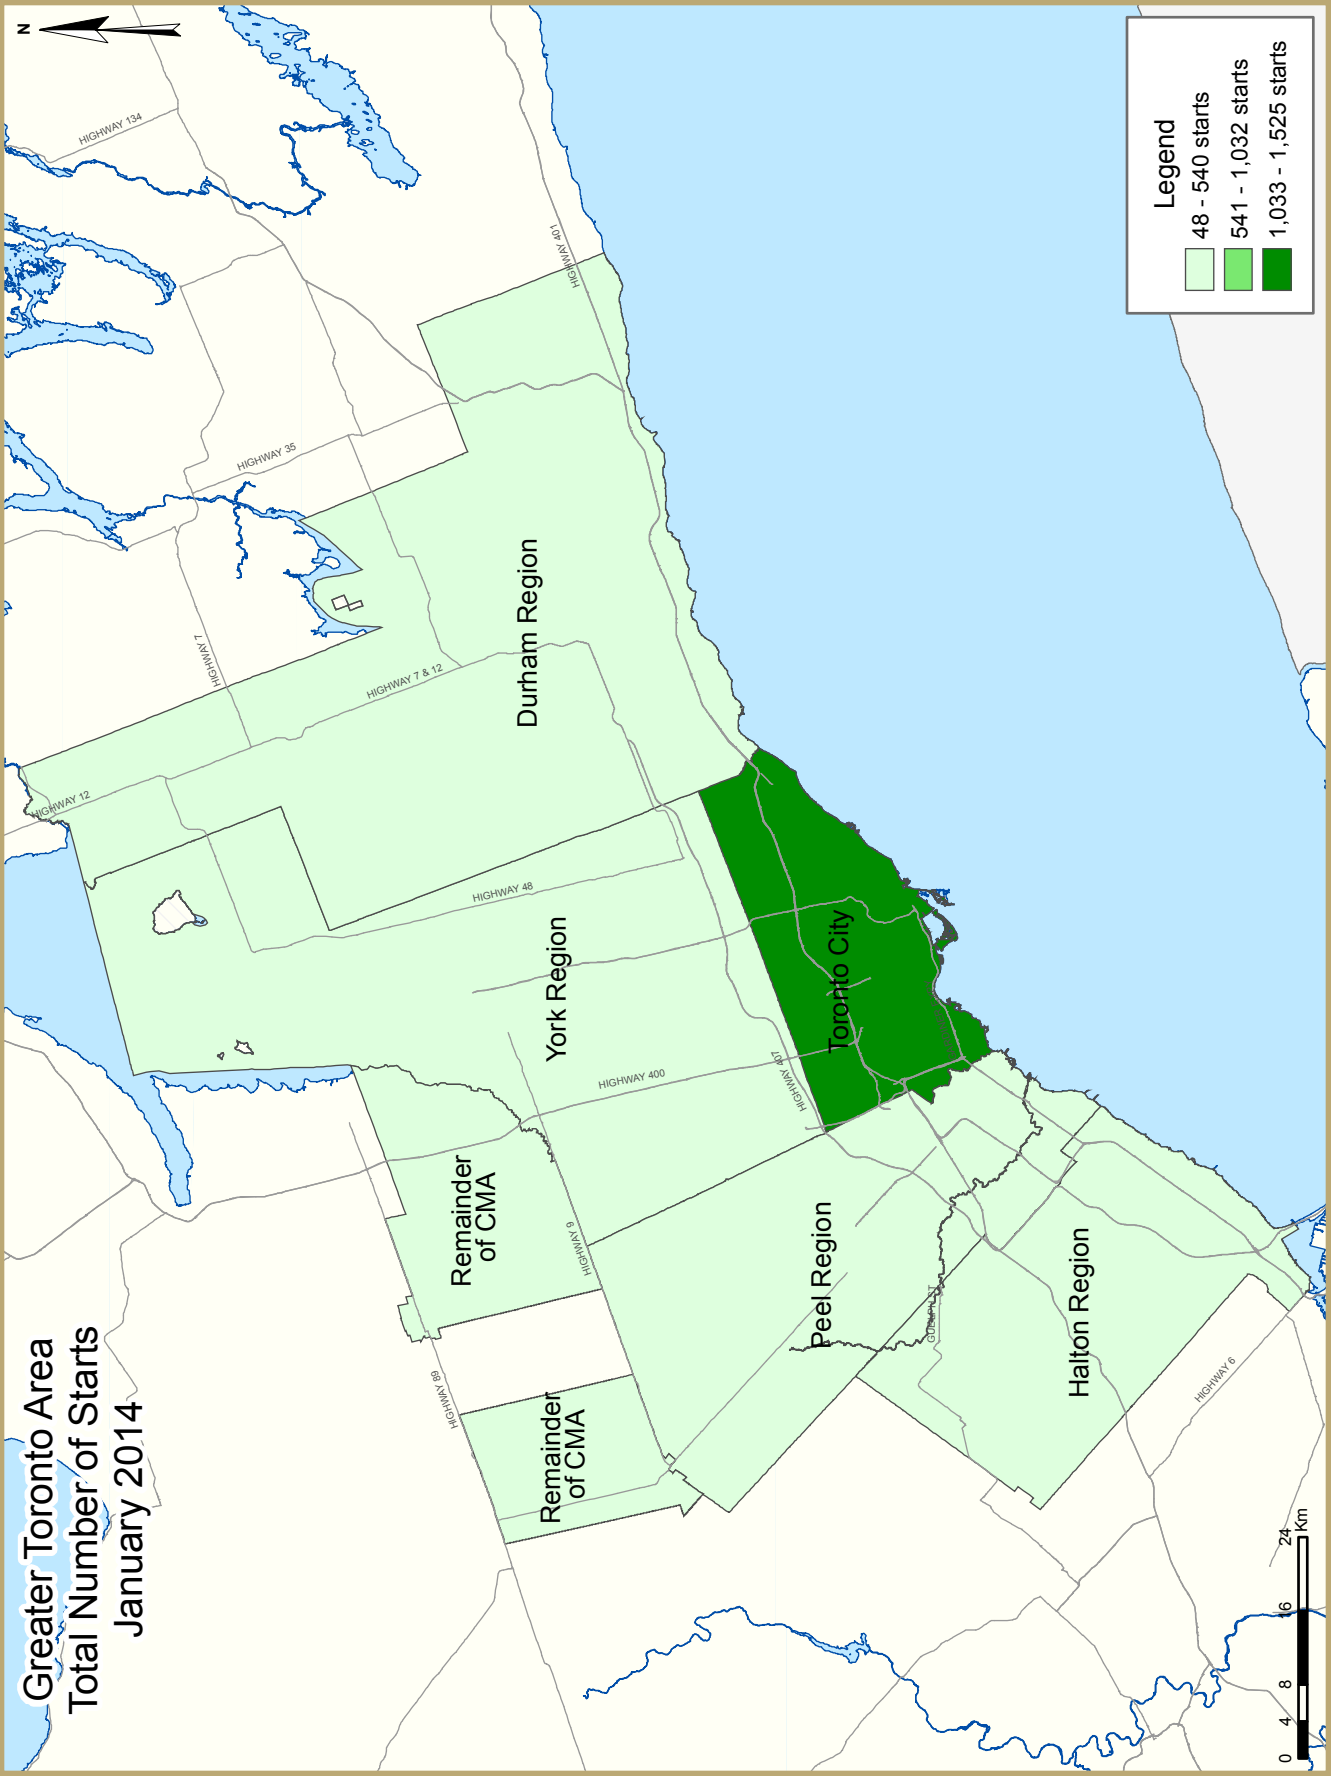 Greater Toronto Area
Total Number of Starts
January 2014
N
HIGHWAY 134
HIGHWAY 401
HIGHWAY 35
HIGHWAY 7
HIGHWAY 7 & 12
HIGHWAY 12
HIGHWAY 48
HIGHWAY 400
HIGHWAY 407
HIGHWAY 9
HIGHWAY 89
GUELPH ST
HIGHWAY 6
Durham Region
York Region
Toronto City
Remainder
of CMA
Remainder
of CMA
Peel Region
Halton Region
Legend
48 - 540 starts
541 - 1,032 starts
1,033 - 1,525 starts
0 4 8 16 24
Km